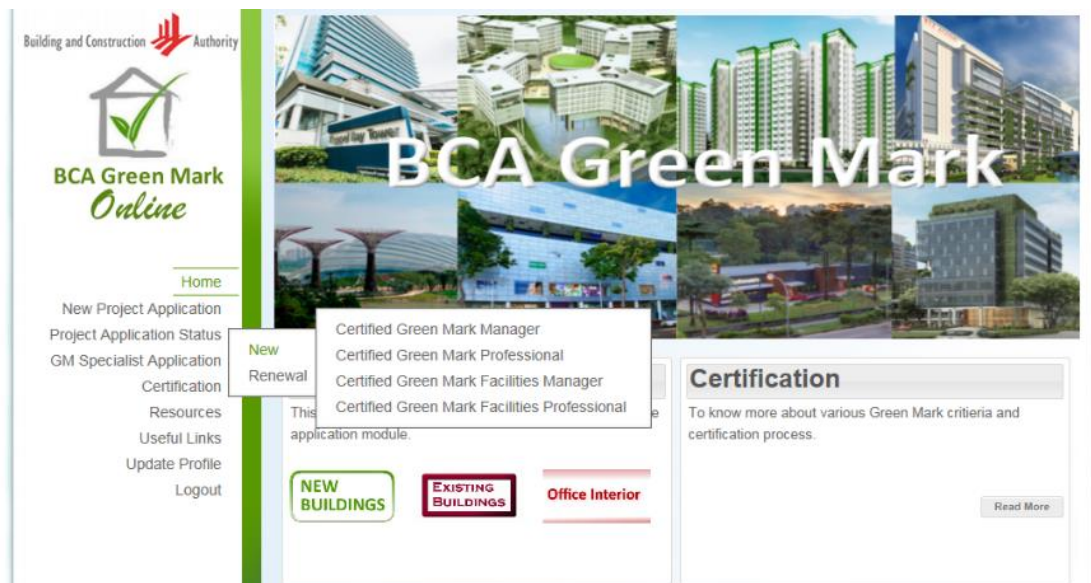 Building and Construction Authority
BCA Green Mark
Online
Home
New Project Application
Project Application Status
GM Specialist Application
Certification
Resources
Useful Links
Update Profile
Logout
New
Renewal
Certified Green Mark Manager
Certified Green Mark Professional
Certified Green Mark Facilities Manager
Certified Green Mark Facilities Professional
BCA Green Mark
This
application module.
NEW
BUILDINGS
EXISTING
BUILDINGS
Office Interior
Certification
To know more about various Green Mark critieria and
certification process.
Read More